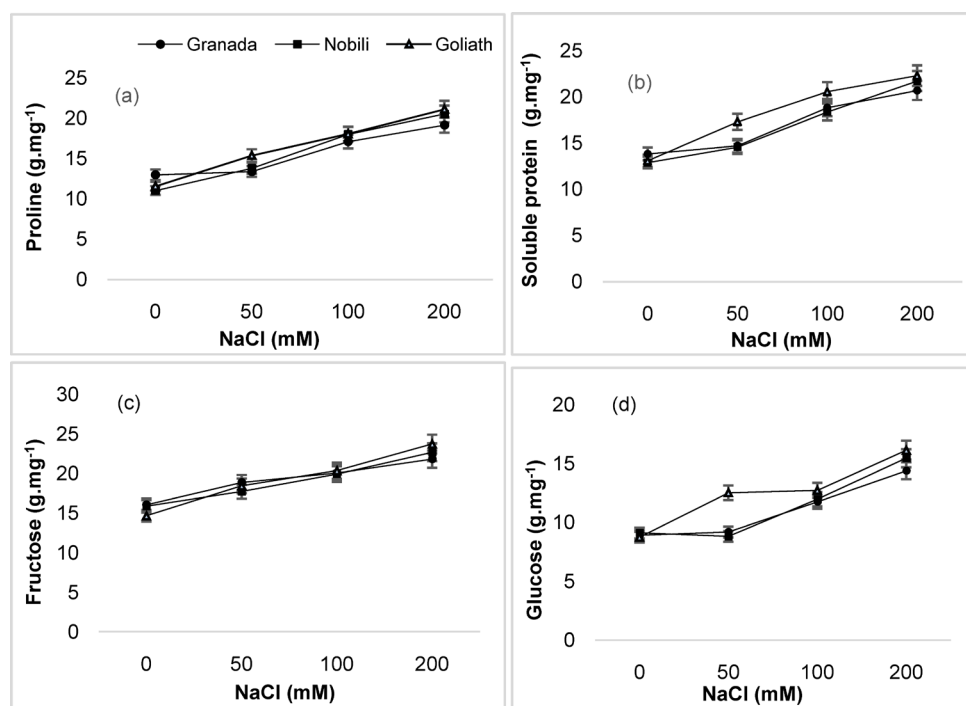 Granada Nobili Goliath
(a)
25
20
15
10
5
0
Proline (g.mg⁻¹)
0 50 100 200
NaCl (mM)
(b)
25
20
15
10
5
0
Soluble protein (g.mg⁻¹)
0 50 100 200
NaCl (mM)
(c)
30
25
20
15
10
5
0
Fructose (g.mg⁻¹)
0 50 100 200
NaCl (mM)
(d)
20
15
10
5
0
Glucose (g.mg⁻¹)
0 50 100 200
NaCl (mM)